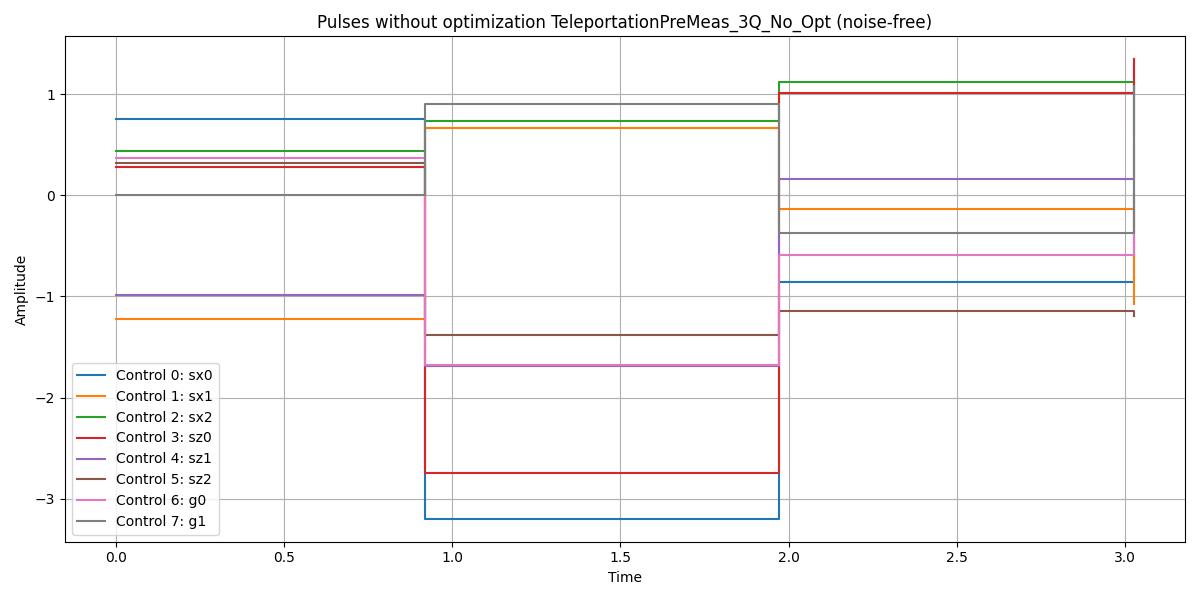 Pulses without optimization TeleportationPreMeas_3Q_No_Opt (noise-free)
Amplitude
1
0
−1
−2
−3
Control 0: sx0
Control 1: sx1
Control 2: sx2
Control 3: sz0
Control 4: sz1
Control 5: sz2
Control 6: g0
Control 7: g1
0.0 0.5 1.0 1.5 2.0 2.5 3.0
Time